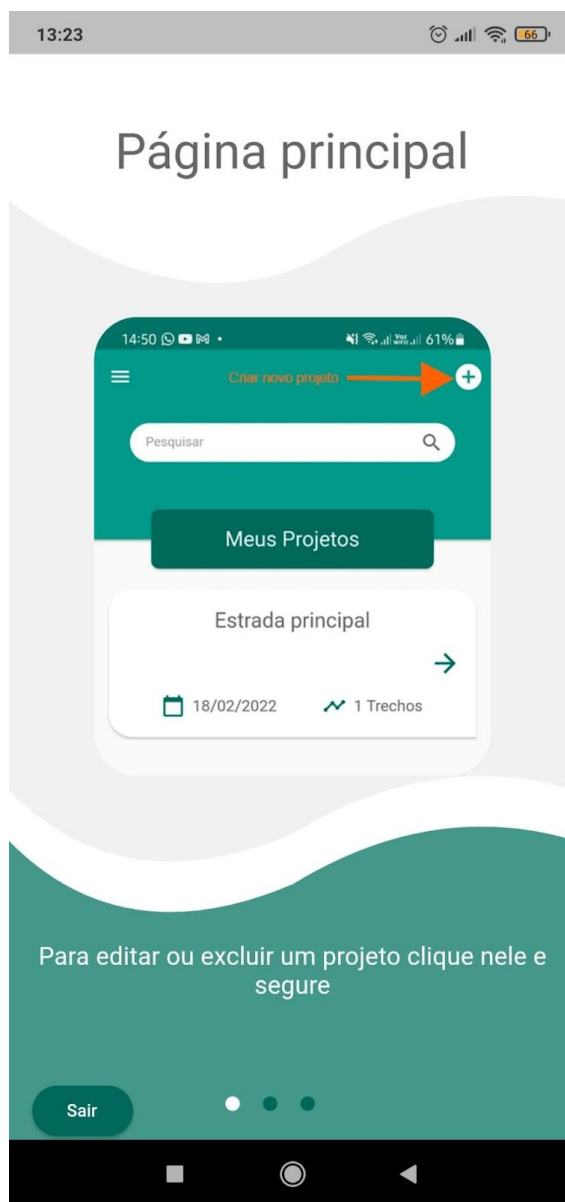 13:23
66
Página principal
14:50
61%
Criar novo projeto
Pesquisar
Meus Projetos
Estrada principal
18/02/2022
1 Trechos
Para editar ou excluir um projeto clique nele e
segure
Sair